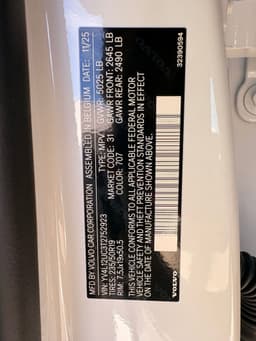 MFD BY VOLVO CAR CORPORATION ASSEMBLED IN BELGIUM DATE: 11/25
GVWR: 5025 LB
GAWR FRONT: 2645 LB
GAWR REAR: 2490 LB
VIN: TYPE: MPV
TIRES: 235/50R19 MARKET CODE: 31
RIM: 7.5Jx19x50.5 COLOR: 707
THIS VEHICLE CONFORMS TO ALL APPLICABLE FEDERAL MOTOR
VEHICLE SAFETY AND THEFT PREVENTION STANDARDS IN EFFECT
ON THE DATE OF MANUFACTURE SHOWN ABOVE.
VOLVO 32390594